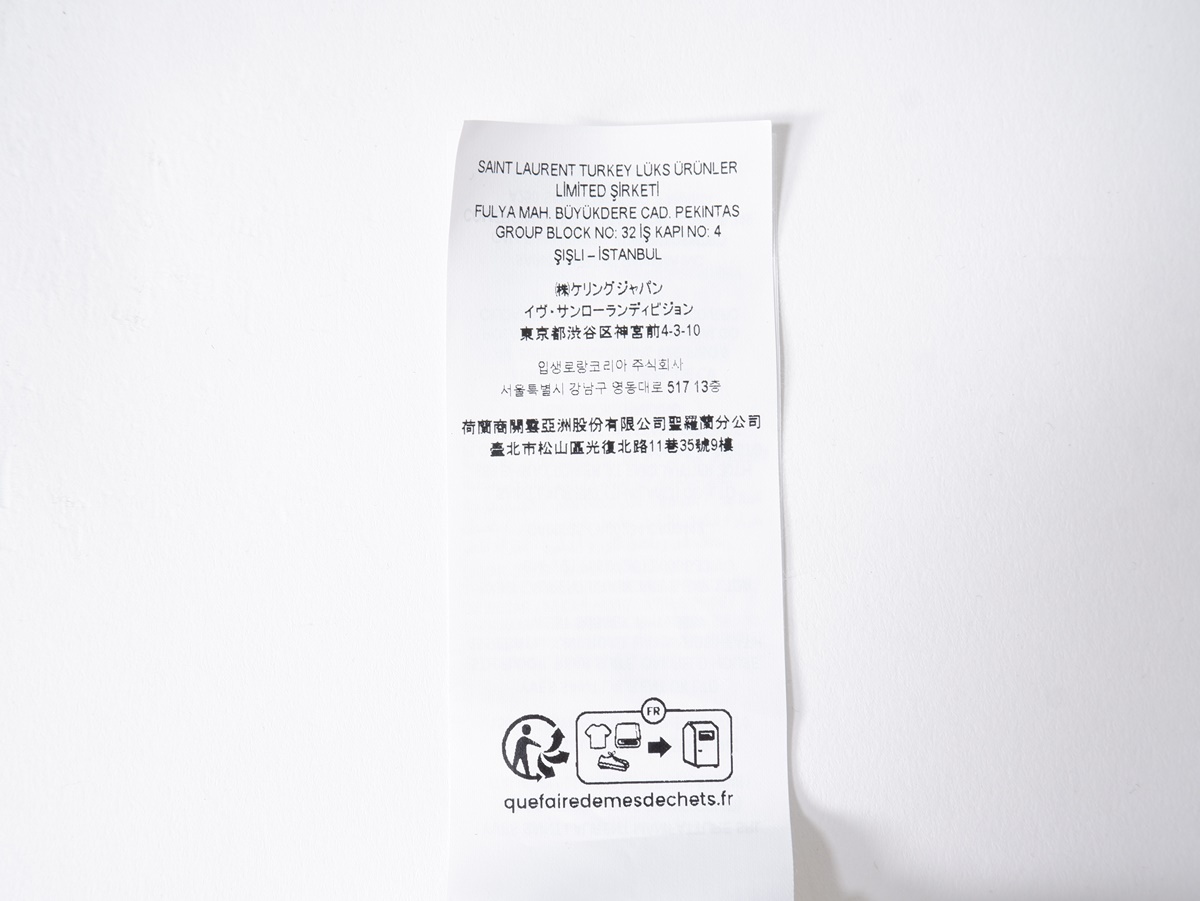 SAINT LAURENT TURKEY LÜKS ÜRÜNLER
LİMİTED ŞİRKETİ
FULYA MAH. BÜYÜKDERE CAD. PEKINTAS
GROUP BLOCK NO: 32 İŞ KAPI NO: 4
ŞIŞLI – İSTANBUL
㈱ケリングジャパン
イヴ・サンローランディビジョン
東京都渋谷区神宮前4-3-10
입생로랑코리아 주식회사
서울특별시 강남구 영동대로 517 13층
荷蘭商開雲亞洲股份有限公司聖羅蘭分公司
臺北市松山區光復北路11巷35號9樓
FR
quefairedemesdechets.fr